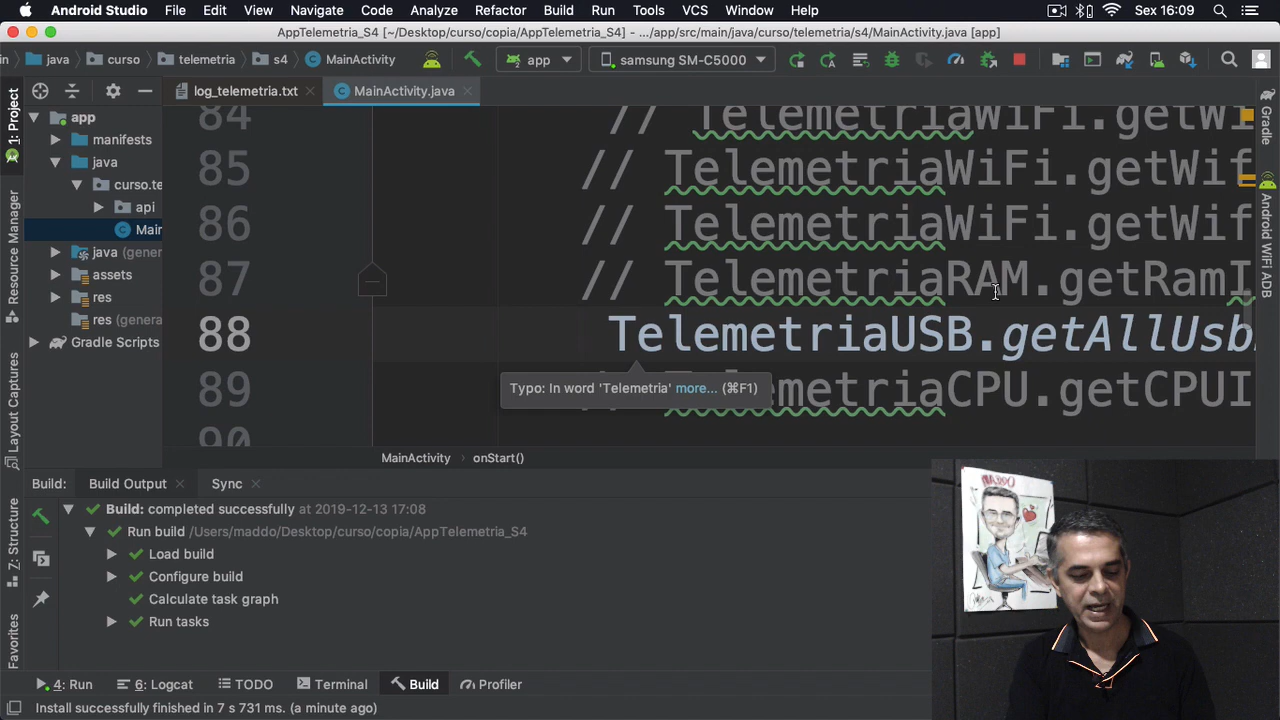 Android Studio File Edit View Navigate Code Analyze Refactor Build Run Tools VCS Window Help Sex 16:09
AppTelemetria_S4 [~/Desktop/curso/copia/AppTelemetria_S4] - .../app/src/main/java/curso/telemetria/s4/MainActivity.java [app]
java curso telemetria s4 MainActivity app samsung SM-C5000
log_telemetria.txt MainActivity.java
1: Project
Resource Manager
Layout Captures
7: Structure
Favorites
app
manifests
java
curso.te
api
Mair
java (gener
assets
res
res (genera
Gradle Scripts
84 // TelemetriaWiFi.getWi
85 // TelemetriaWiFi.getWif
86 // TelemetriaWiFi.getWif
87 // TelemetriaRAM.getRamI
88 TelemetriaUSB.getAllUsb
Typo: In word 'Telemetria' more... (⌘F1)
89 TelemetriaCPU.getCPUI
90
MainActivity onStart()
Gradle
Android WiFi ADB
Build: Build Output Sync
Build: completed successfully at 2019-12-13 17:08
Run build /Users/maddo/Desktop/curso/copia/AppTelemetria_S4
Load build
Configure build
Calculate task graph
Run tasks
4: Run 6: Logcat TODO Terminal Build Profiler
Install successfully finished in 7 s 731 ms. (a minute ago)